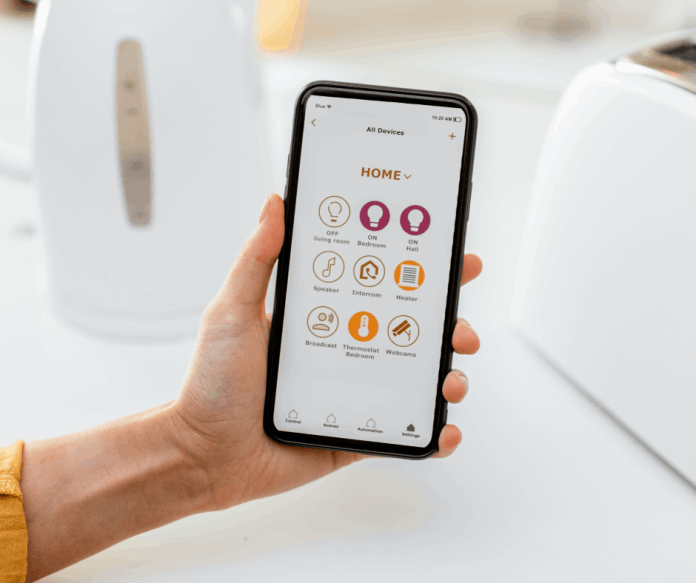 Blue
10.20 AM
All Devices
+
HOME
OFF
living room
ON
Bedroom
ON
Hall
Speaker
Intercom
Heater
Broadcast
Thermostat
Bedroom
Webcams
Control
Scenes
Automation
Settings